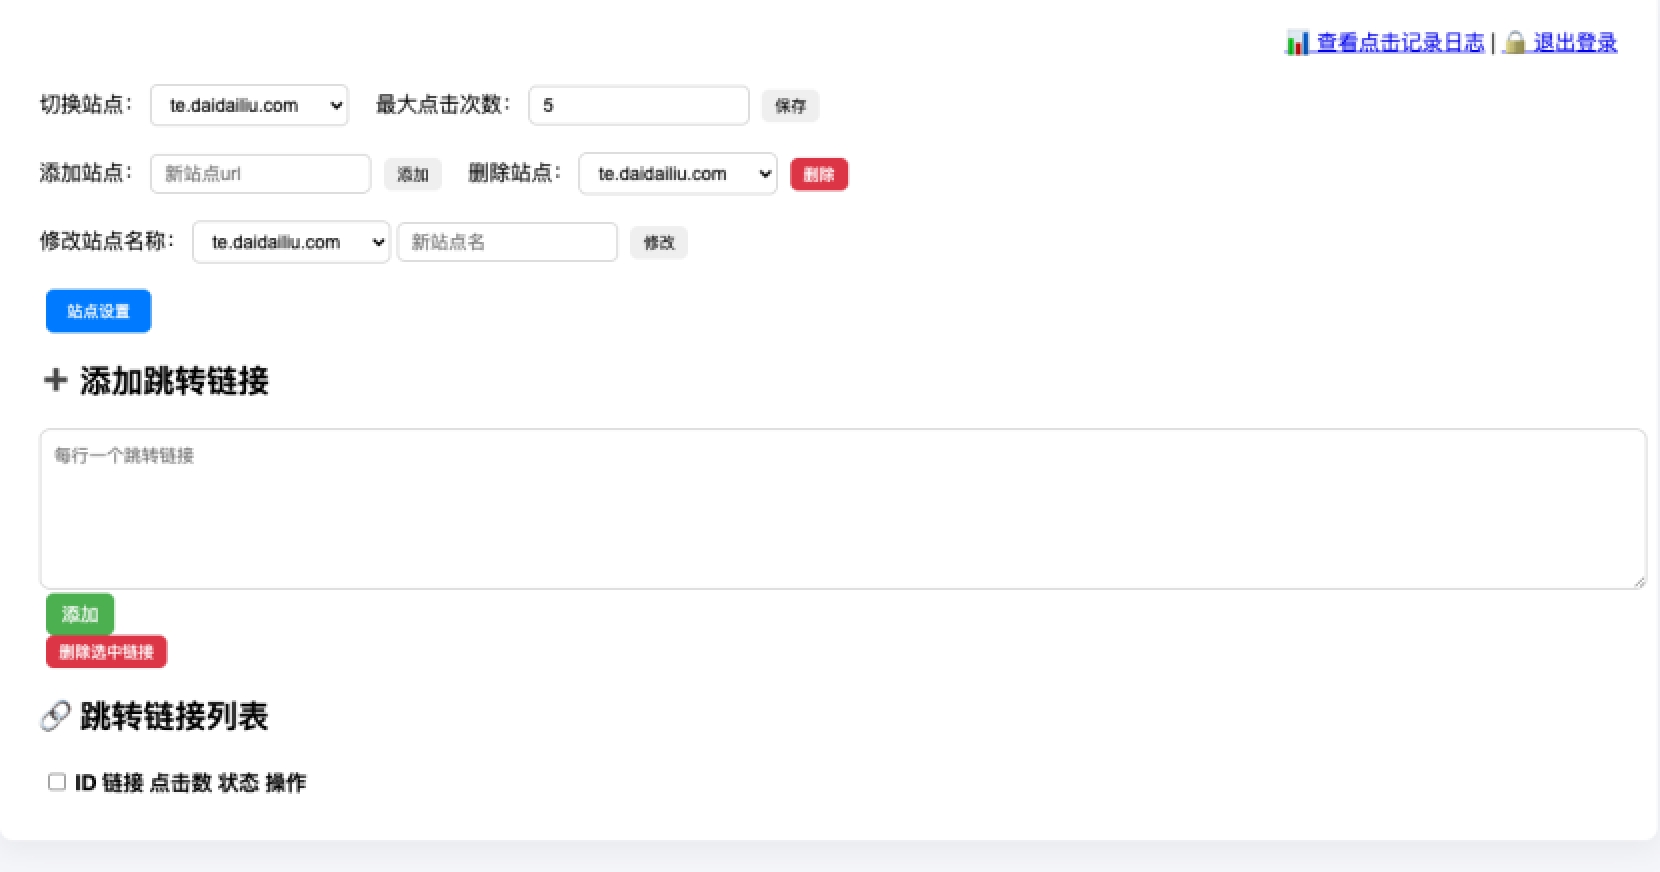 📊 查看点击记录日志 | 🔒 退出登录
切换站点： te.daidailiu.com 最大点击次数： 5 保存
添加站点： 新站点url 添加 删除站点： te.daidailiu.com 删除
修改站点名称： te.daidailiu.com 新站点名 修改
站点设置
➕ 添加跳转链接
每行一个跳转链接
添加
删除选中链接
🔗 跳转链接列表
ID 链接 点击数 状态 操作